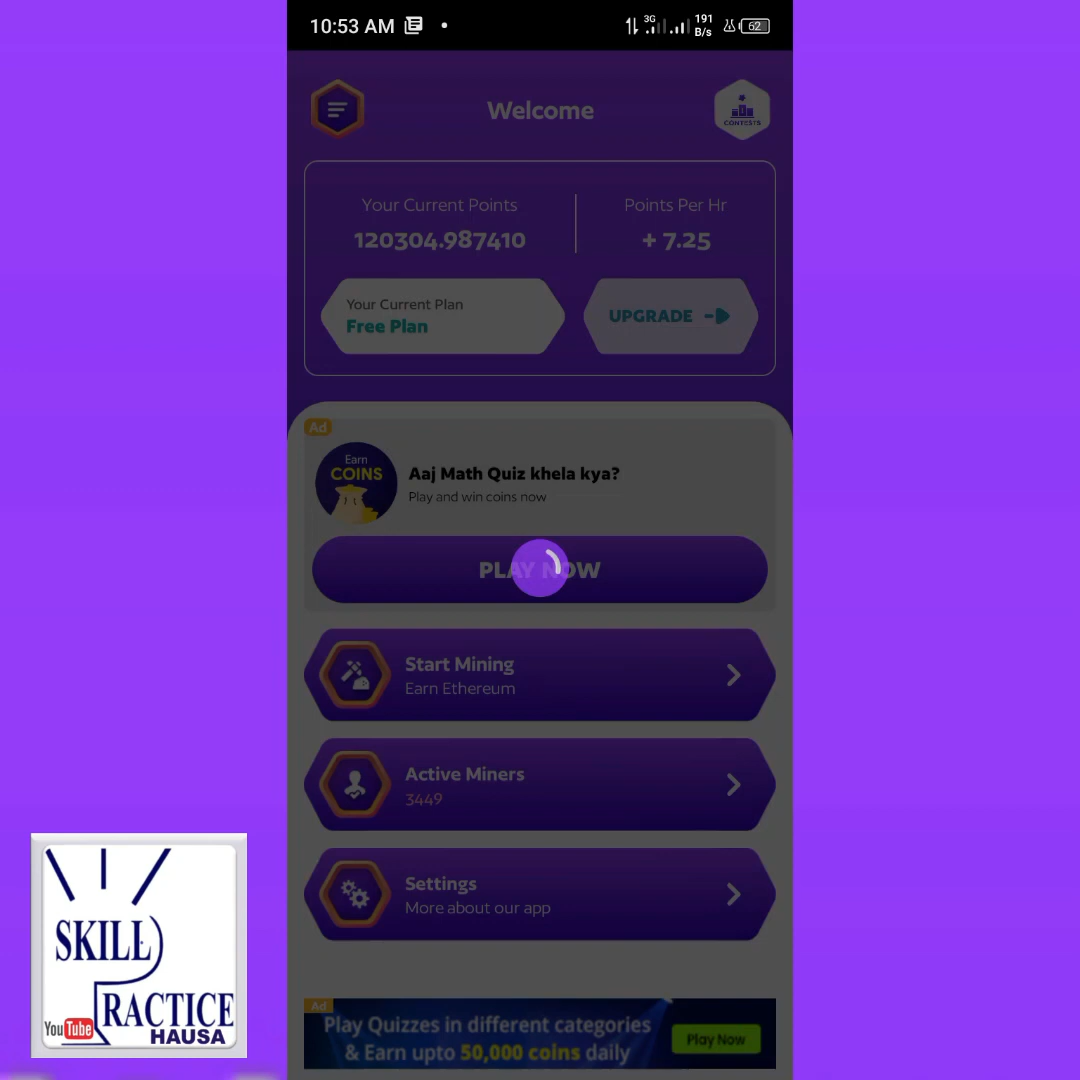 10:53 AM
3G
191
B/s
62
Welcome
CONTESTS
Your Current Points
120304.987410
Points Per Hr
+ 7.25
Your Current Plan
Free Plan
UPGRADE
Ad
Earn
COINS
Aaj Math Quiz khela kya?
Play and win coins now
PLAY NOW
Start Mining
Earn Ethereum
Active Miners
3449
Settings
More about our app
SKILL
PRACTICE
YouTube
HAUSA
Ad
Play Quizzes in different categories
& Earn upto 50,000 coins daily
Play Now